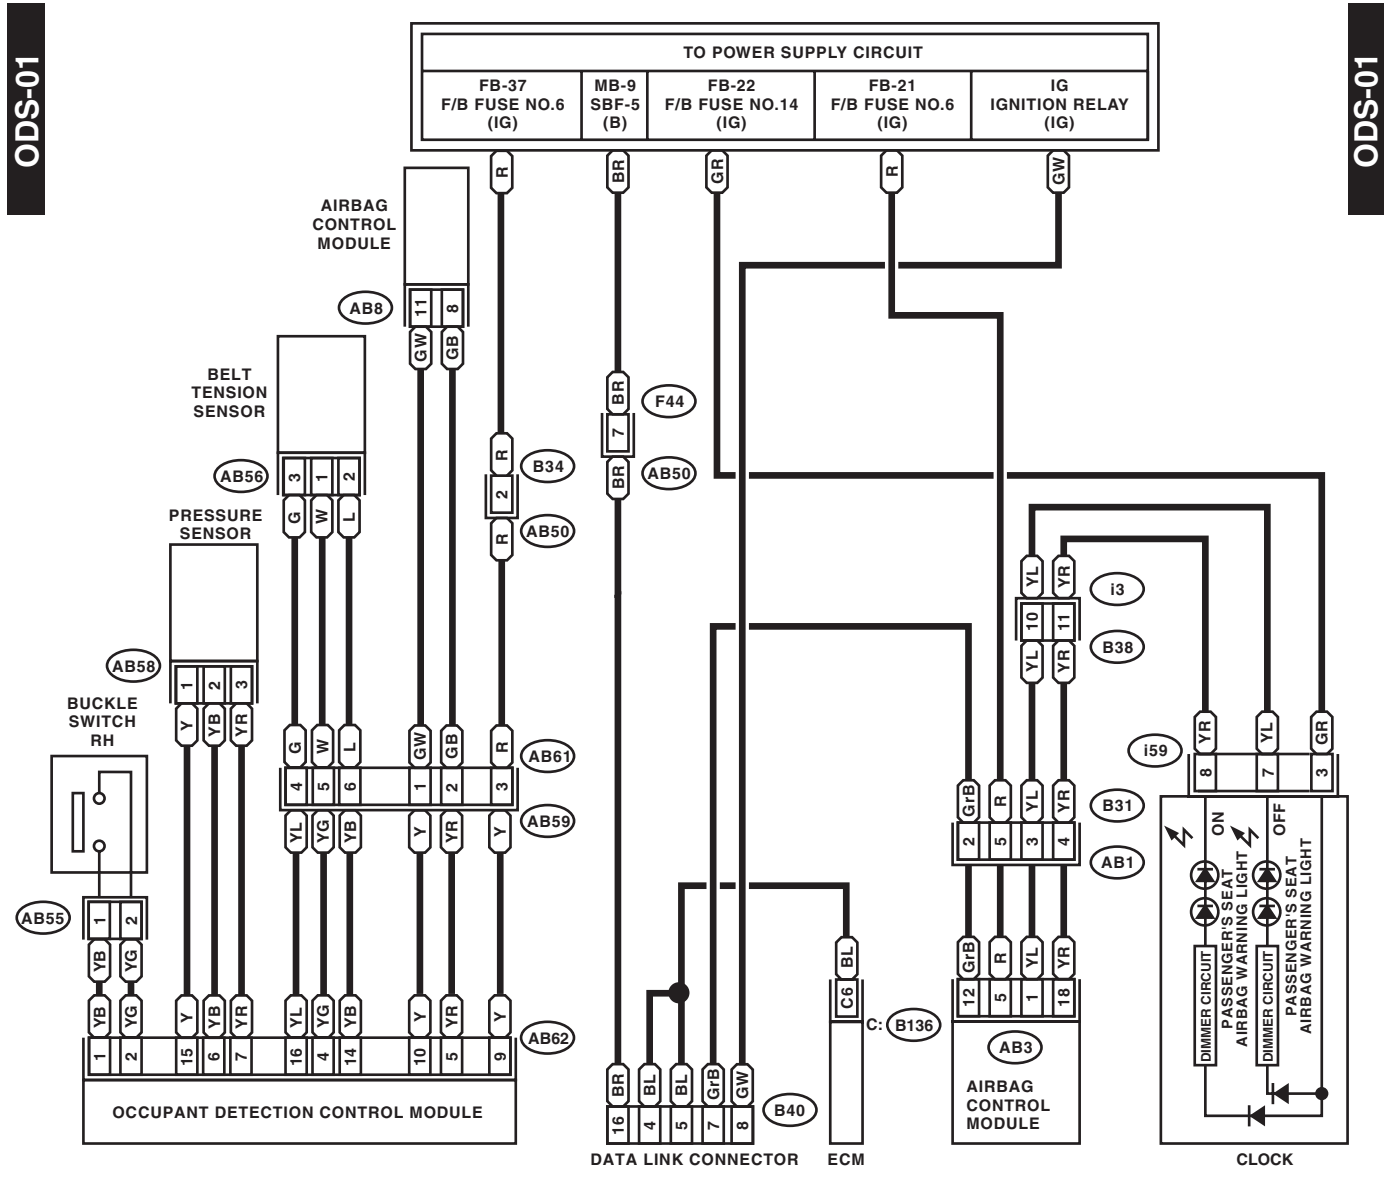 ODS-01
ODS-01
TO POWER SUPPLY CIRCUIT
FB-37
F/B FUSE NO.6
(IG)
MB-9
SBF-5
(B)
FB-22
F/B FUSE NO.14
(IG)
FB-21
F/B FUSE NO.6
(IG)
IG
IGNITION RELAY
(IG)
R
BR
GR
R
GW
AIRBAG
CONTROL
MODULE
AB8
11
8
GW
GB
BELT
TENSION
SENSOR
AB56
3
1
2
G
W
L
BR
F44
7
BR
AB50
R
B34
2
R
AB50
PRESSURE
SENSOR
AB58
1
2
3
Y
YB
YR
YL
YR
i3
10
11
YL
YR
B38
BUCKLE
SWITCH
RH
AB55
1
2
YB
YG
G
W
L
GW
GB
R
AB61
4
5
6
1
2
3
AB59
YL
YG
YB
Y
YR
Y
YR
YL
GR
i59
8
7
3
GrB
R
YL
YR
B31
2
5
3
4
AB1
ON
OFF
PASSENGER'S SEAT
AIRBAG WARNING LIGHT
PASSENGER'S SEAT
AIRBAG WARNING LIGHT
DIMMER CIRCUIT
DIMMER CIRCUIT
CLOCK
BL
C6
C: B136
ECM
GrB
R
YL
YR
12
5
1
18
AB3
AIRBAG
CONTROL
MODULE
YB
YG
Y
YB
YR
YL
YG
YB
Y
YR
Y
AB62
1
2
15
6
7
16
4
14
10
5
9
OCCUPANT DETECTION CONTROL MODULE
BR
BL
BL
GrB
GW
16
4
5
7
8
B40
DATA LINK CONNECTOR